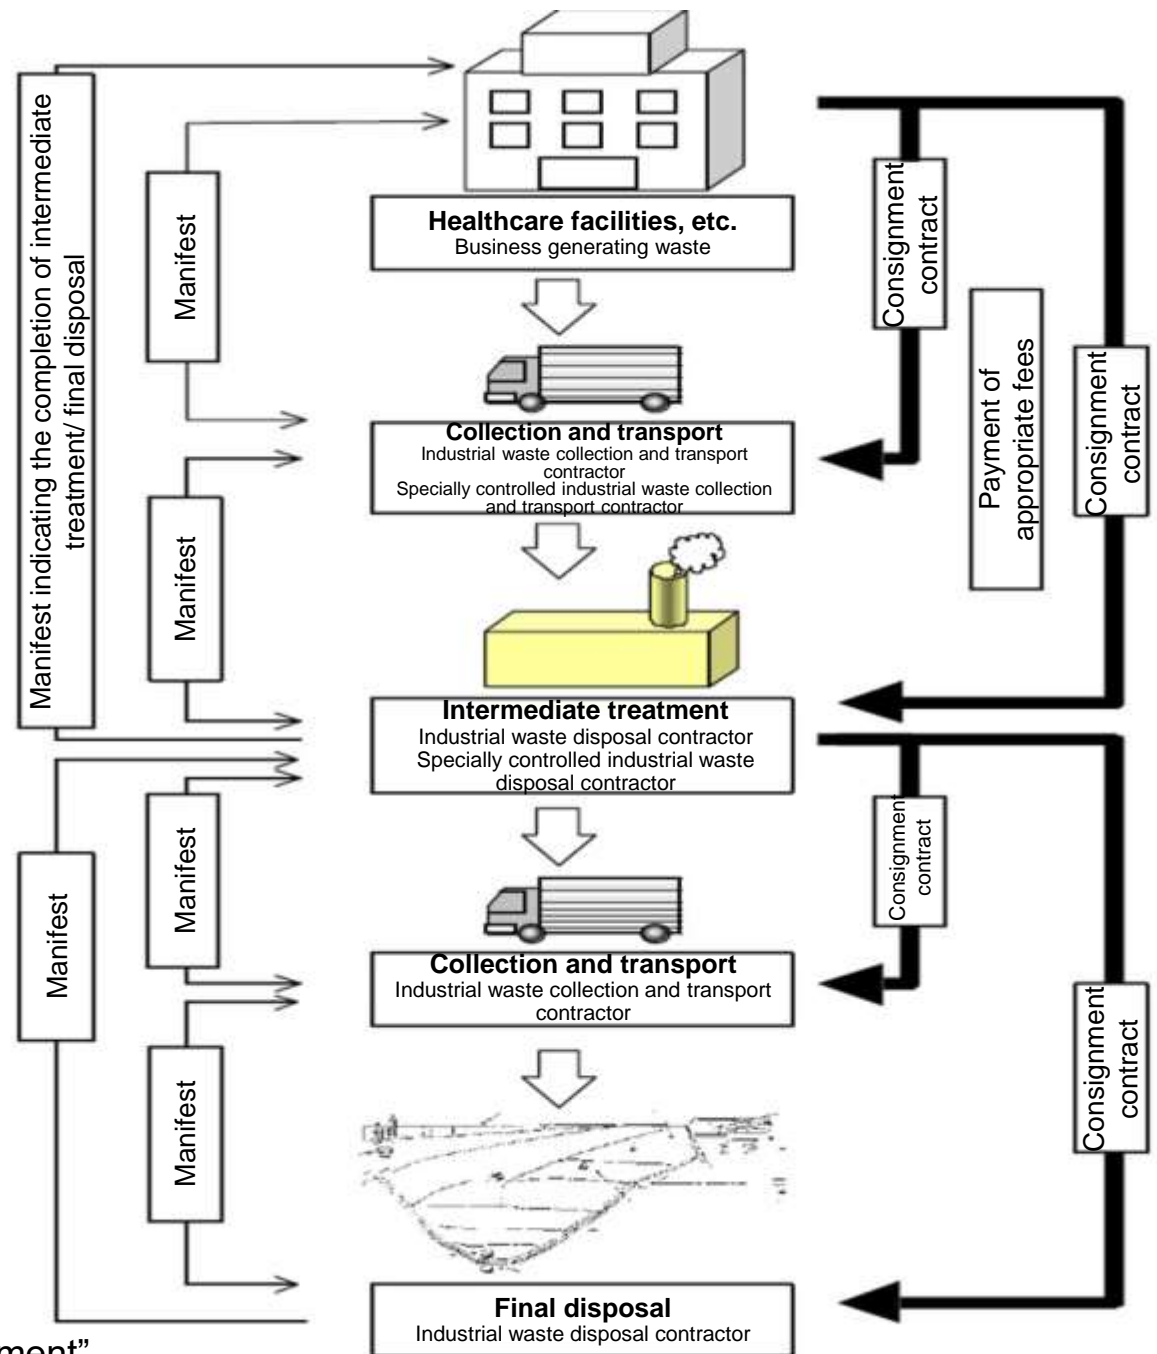 Manifest indicating the completion of intermediate
treatment/ final disposal
Manifest
Healthcare facilities, etc.
Business generating waste
Consignment
contract
Payment of
appropriate fees
Consignment
contract
Collection and transport
Industrial waste collection and transport
contractor
Specially controlled industrial waste collection
and transport contractor
Manifest
Intermediate treatment
Industrial waste disposal contractor
Specially controlled industrial waste
disposal contractor
Manifest
Manifest
Consignment
contract
Collection and transport
Industrial waste collection and transport
contractor
Consignment
contract
Manifest
Final disposal
Industrial waste disposal contractor